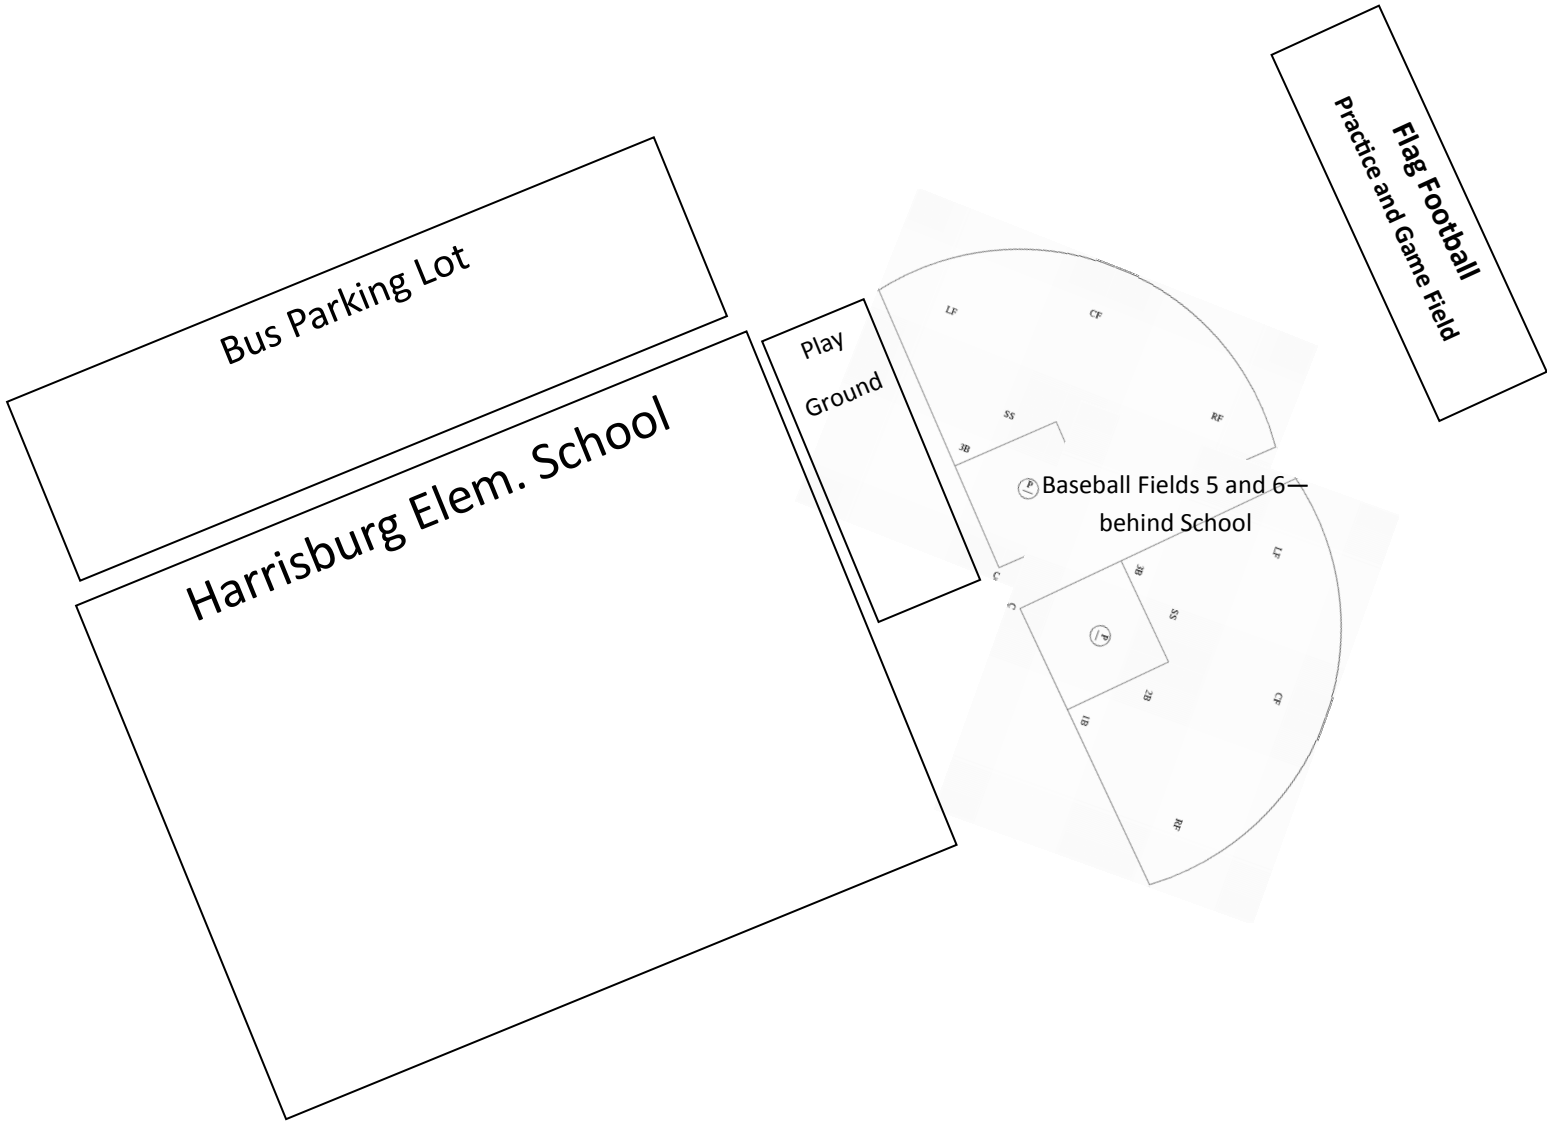 Flag Football
Practice and Game Field
Bus Parking Lot
Harrisburg Elem. School
Play
Ground
LF
CF
SS
RF
3B
P
C
Baseball Fields 5 and 6—
behind School
C
P
3B
LF
SS
2B
1B
CF
RF